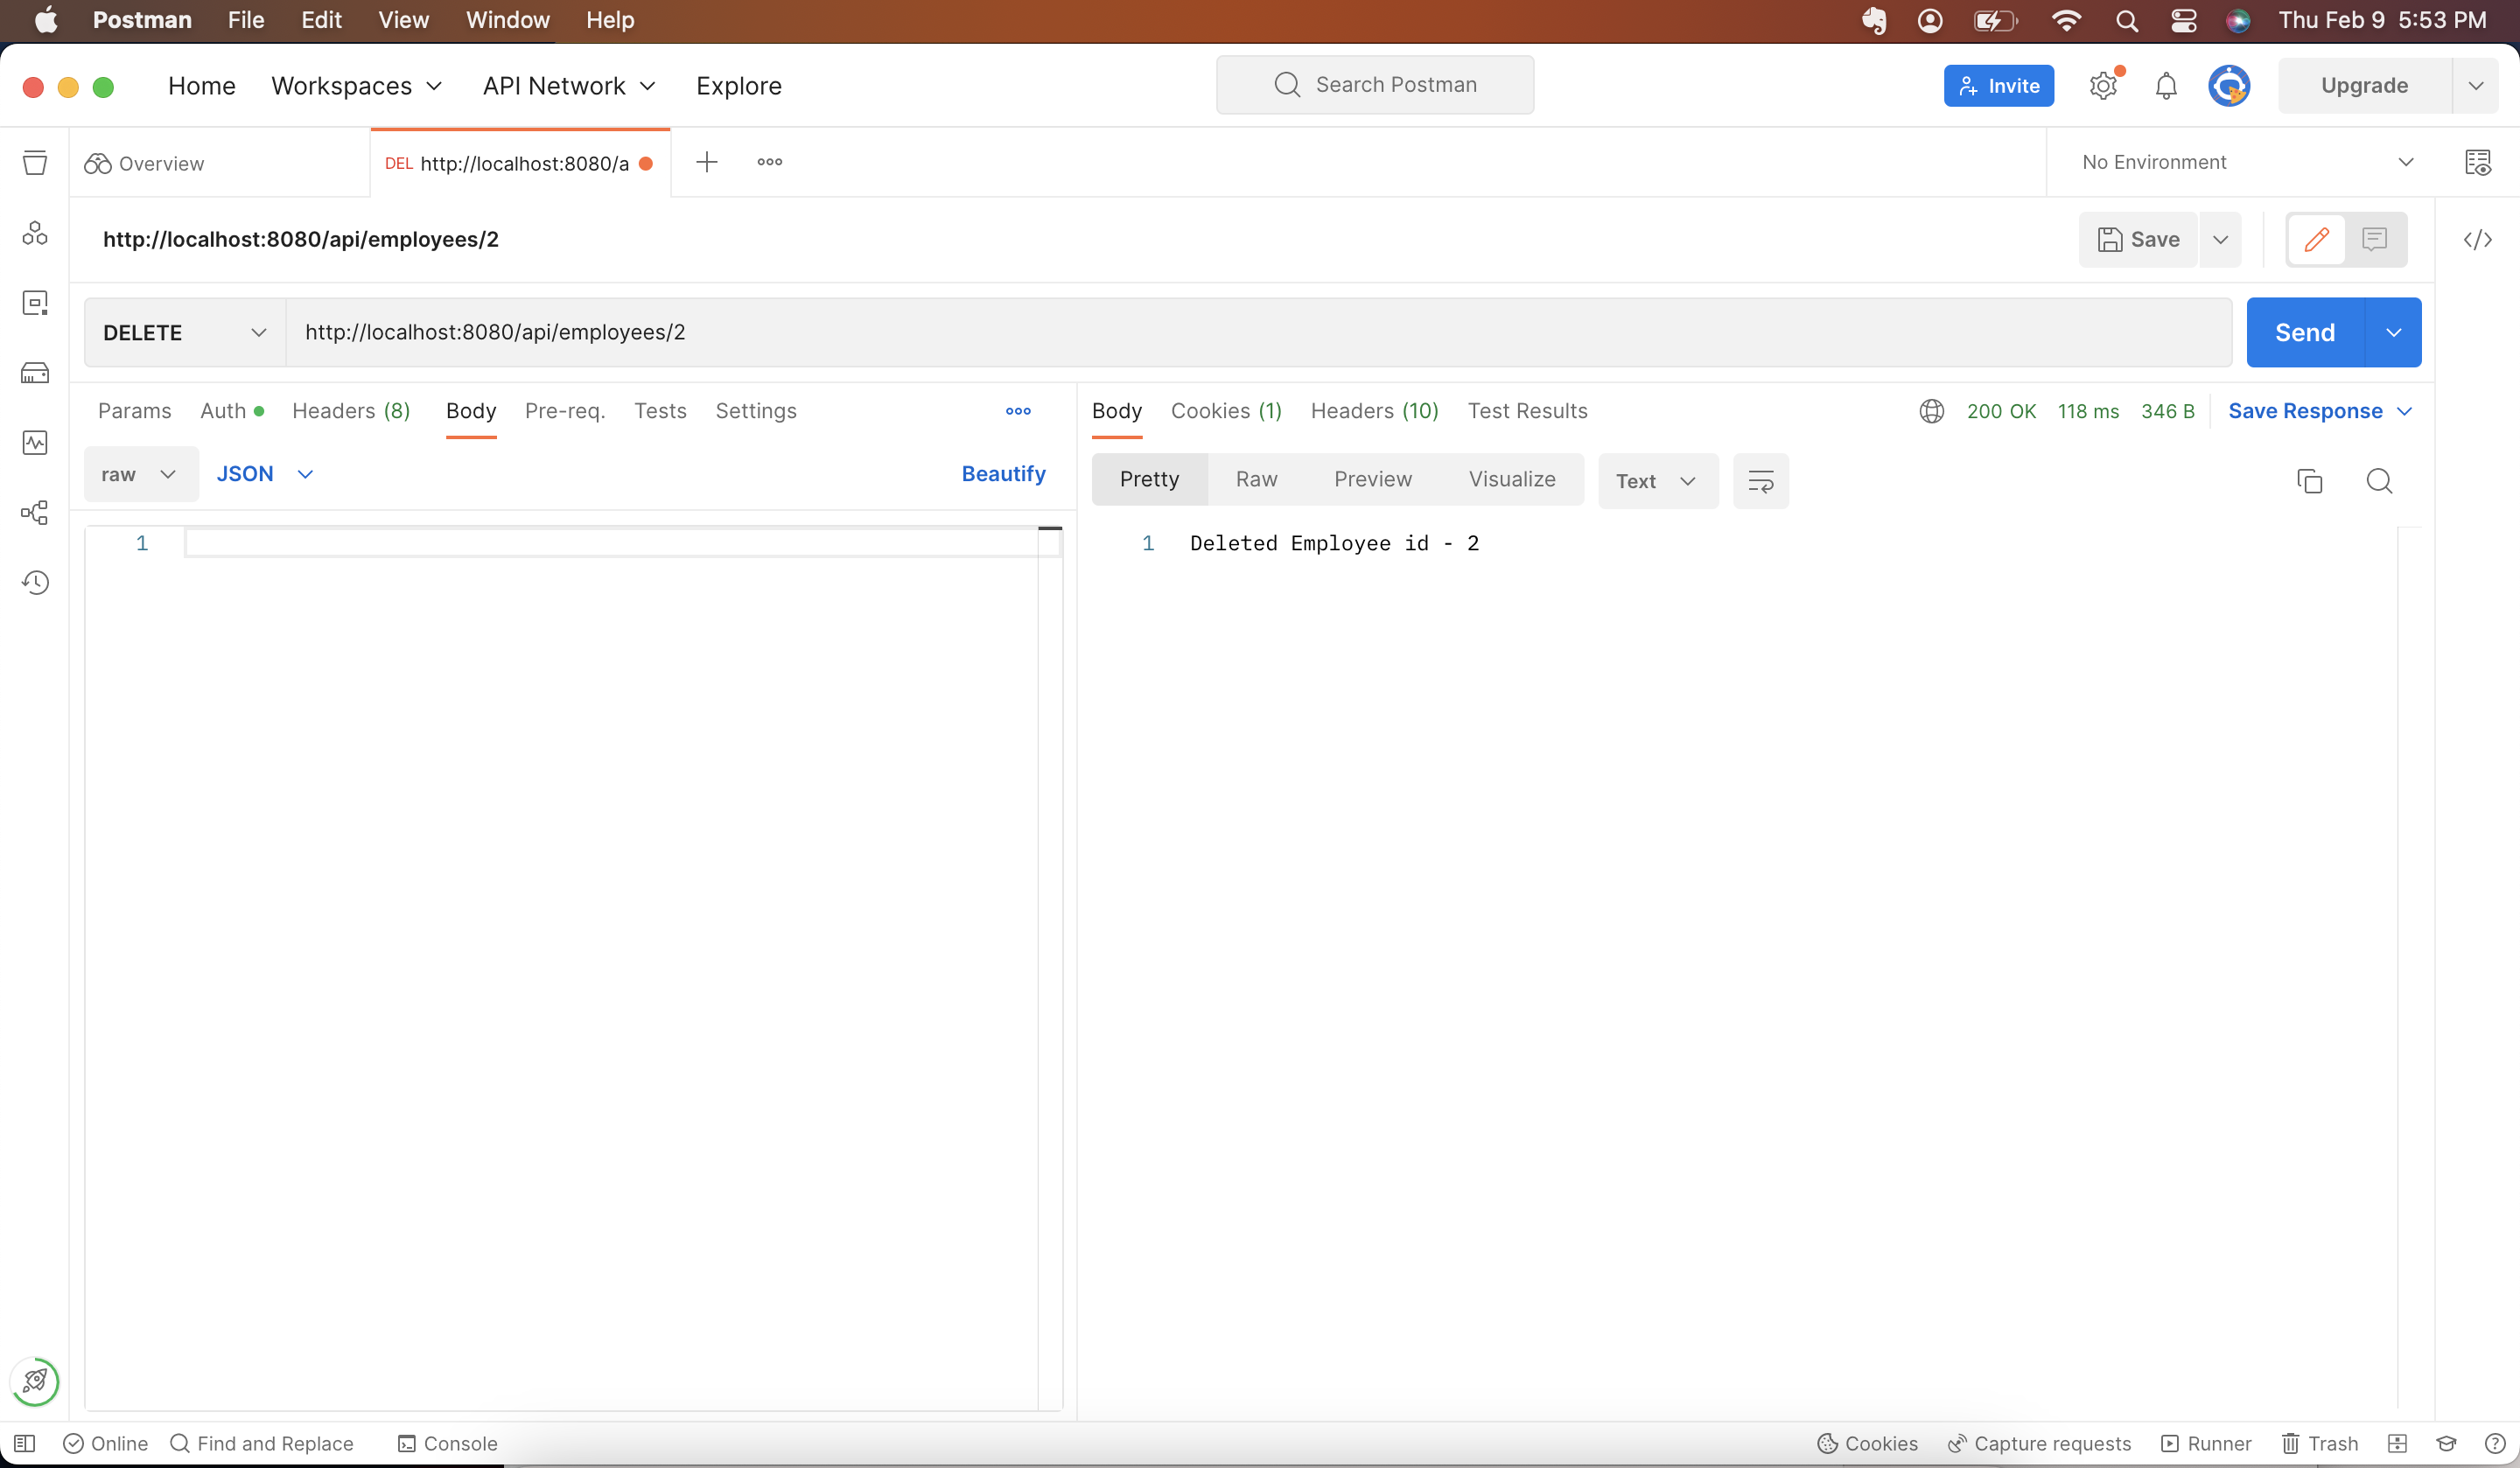 Postman File Edit View Window Help Thu Feb 9 5:53 PM
Home Workspaces API Network Explore Search Postman Invite Upgrade
Overview DEL http://localhost:8080/a No Environment
http://localhost:8080/api/employees/2 Save
DELETE http://localhost:8080/api/employees/2 Send
Params Auth Headers (8) Body Pre-req. Tests Settings
raw JSON Beautify
1
Body Cookies (1) Headers (10) Test Results 200 OK 118 ms 346 B Save Response
Pretty Raw Preview Visualize Text
1 Deleted Employee id - 2
Online Find and Replace Console Cookies Capture requests Runner Trash